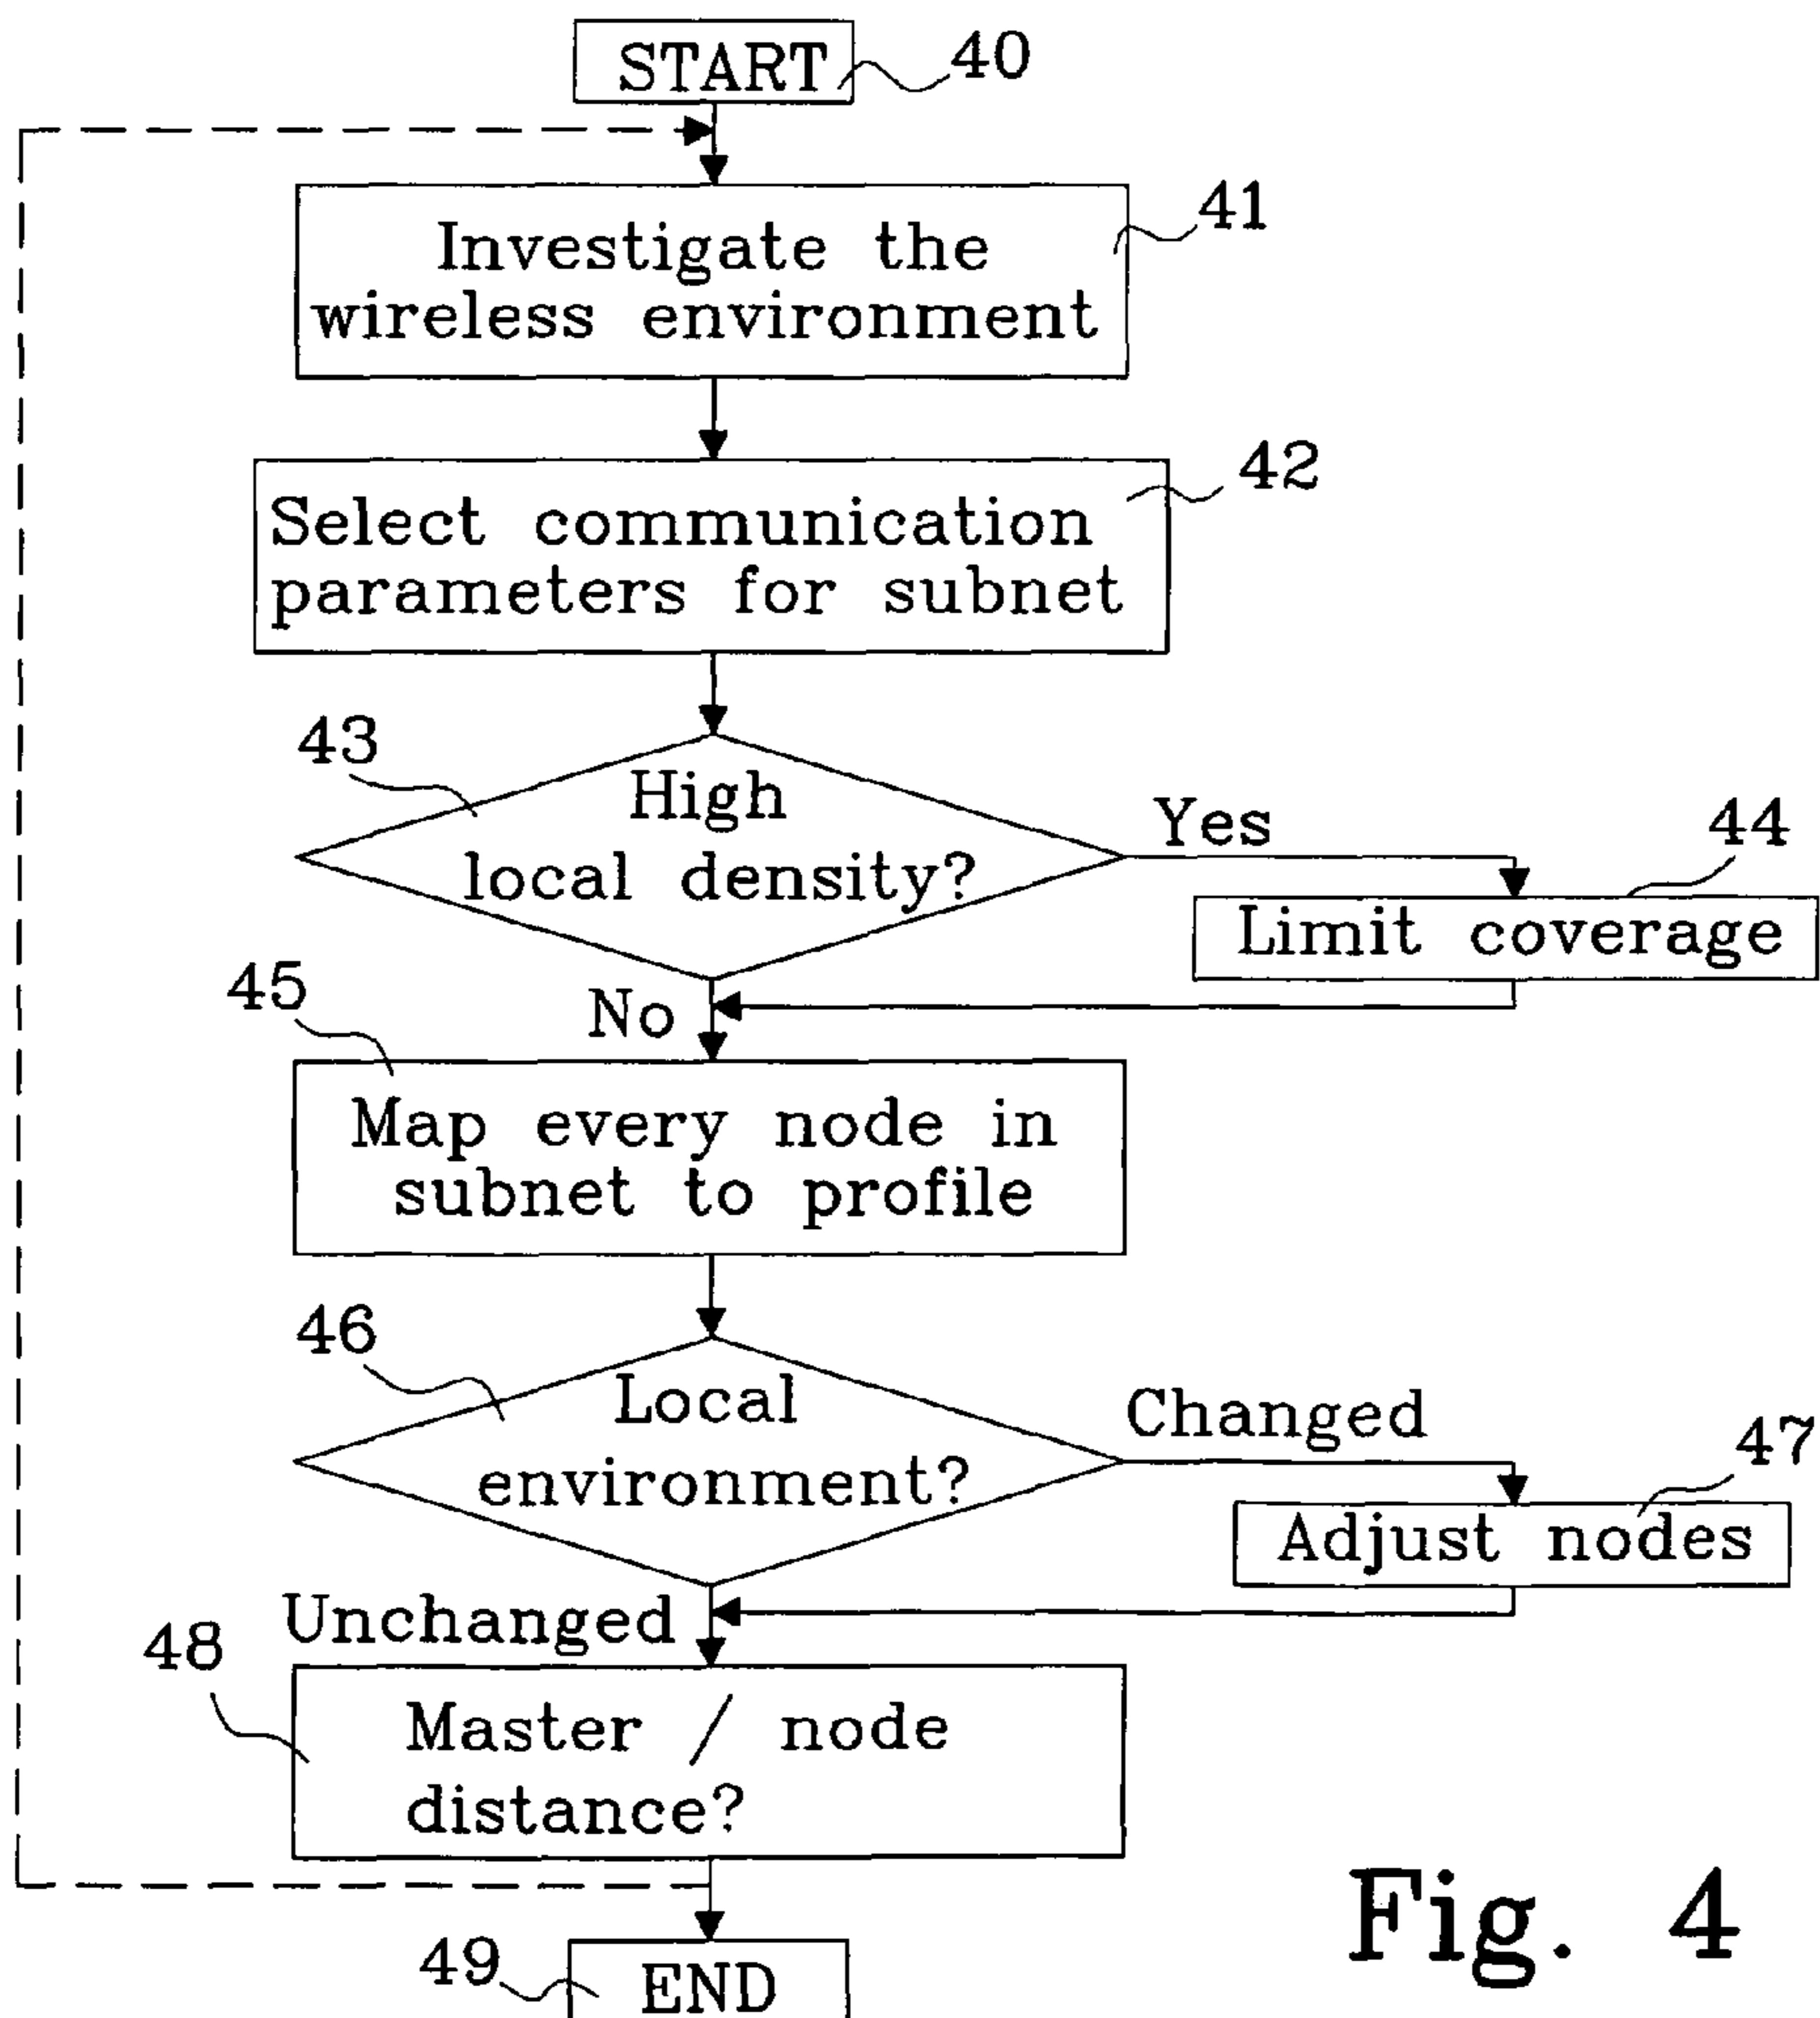 START
40
Investigate the
wireless environment
41
Select communication
parameters for subnet
42
43
High
local density?
Yes
44
Limit coverage
No
45
Map every node in
subnet to profile
46
Local
environment?
Changed
47
Adjust nodes
Unchanged
48
Master / node
distance?
49
END
Fig. 4